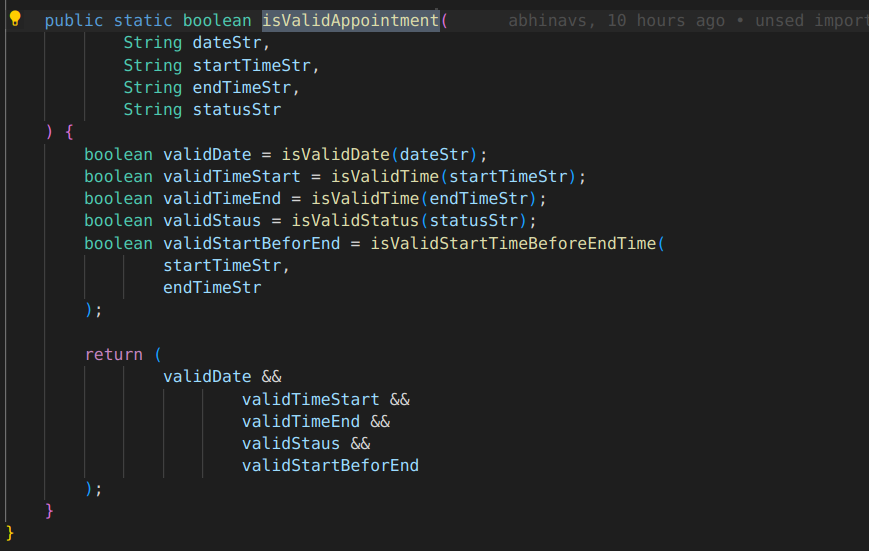 public static boolean isValidAppointment( abhinavs, 10 hours ago • unsed import
String dateStr,
String startTimeStr,
String endTimeStr,
String statusStr
) {
boolean validDate = isValidDate(dateStr);
boolean validTimeStart = isValidTime(startTimeStr);
boolean validTimeEnd = isValidTime(endTimeStr);
boolean validStaus = isValidStatus(statusStr);
boolean validStartBeforEnd = isValidStartTimeBeforeEndTime(
startTimeStr,
endTimeStr
);
return (
validDate &&
validTimeStart &&
validTimeEnd &&
validStaus &&
validStartBeforEnd
);
}
}